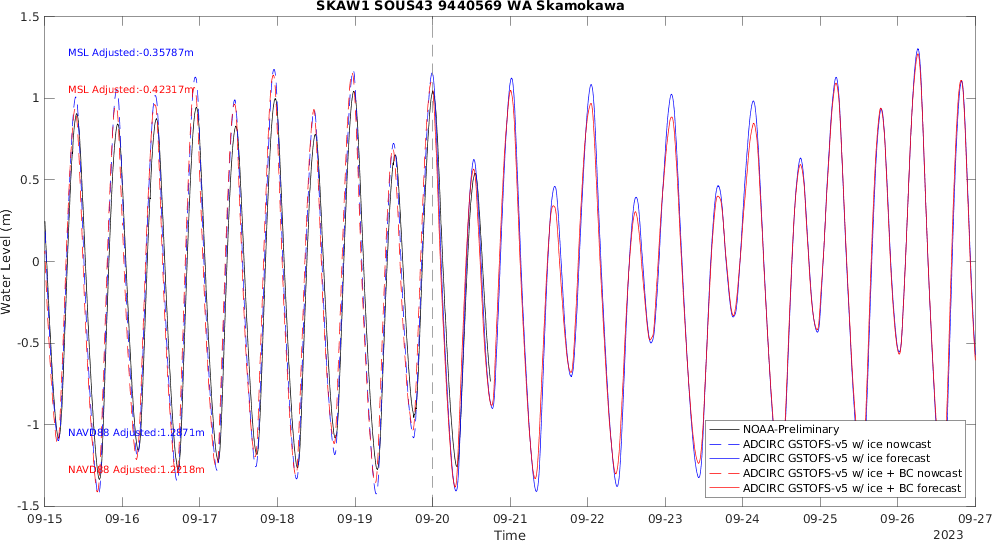 SKAW1 SOUS43 9440569 WA Skamokawa
MSL Adjusted:-0.35787m
MSL Adjusted:-0.42317m
NAVD88 Adjusted:1.2871m
NAVD88 Adjusted:1.2218m
Water Level (m)
1.5
1
0.5
0
-0.5
-1
-1.5
NOAA-Preliminary
ADCIRC GSTOFS-v5 w/ ice nowcast
ADCIRC GSTOFS-v5 w/ ice forecast
ADCIRC GSTOFS-v5 w/ ice + BC nowcast
ADCIRC GSTOFS-v5 w/ ice + BC forecast
09-15 09-16 09-17 09-18 09-19 09-20 09-21 09-22 09-23 09-24 09-25 09-26 09-27
Time
2023